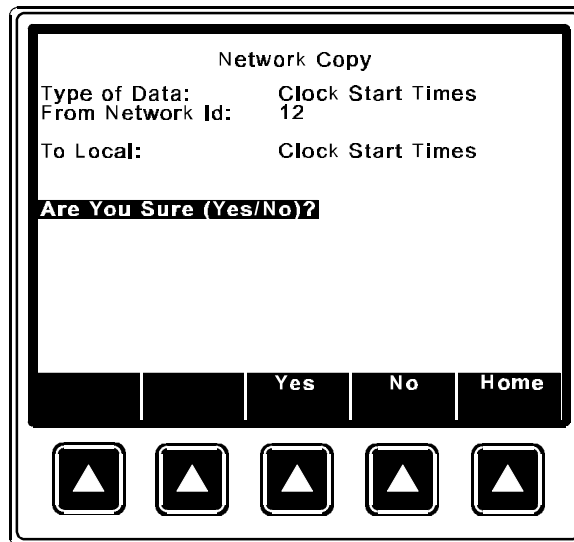 Network Copy
Type of Data: Clock Start Times
From Network Id: 12
To Local: Clock Start Times
Are You Sure (Yes/No)?
Yes No Home